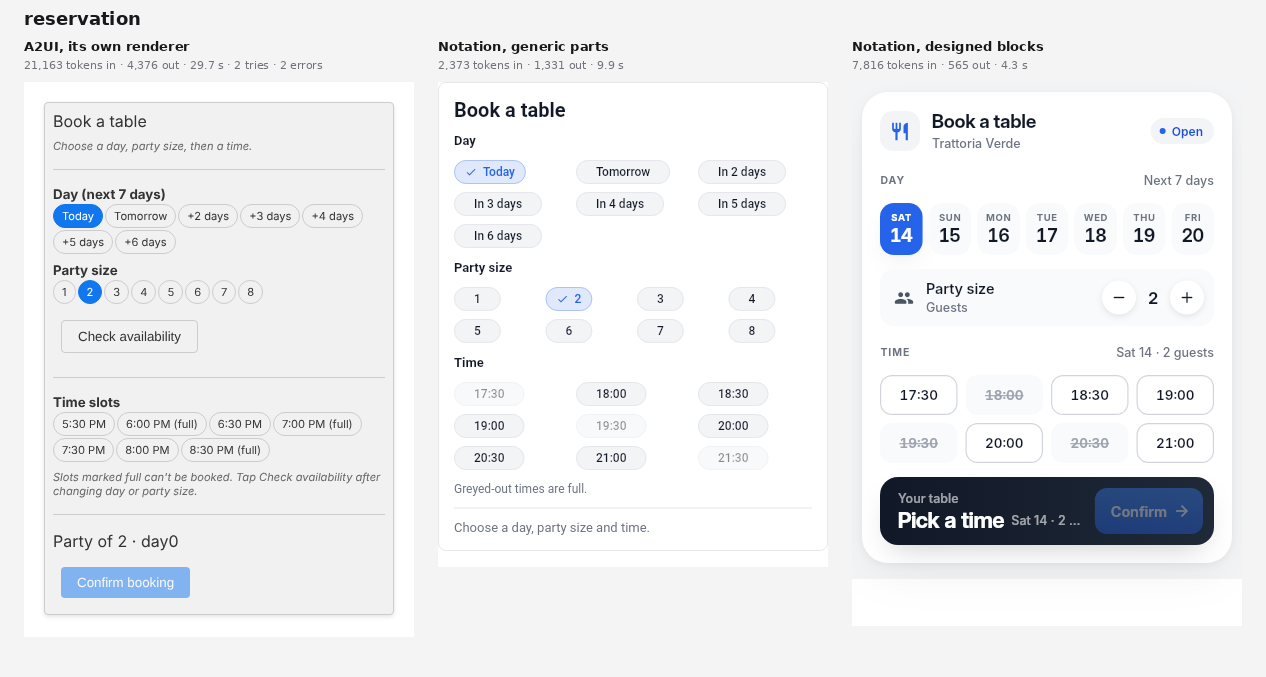 reservation
A2UI, its own renderer
21,163 tokens in · 4,376 out · 29.7 s · 2 tries · 2 errors
Book a table
Choose a day, party size, then a time.
Day (next 7 days)
Today Tomorrow +2 days +3 days +4 days
+5 days +6 days
Party size
1 2 3 4 5 6 7 8
Check availability
Time slots
5:30 PM 6:00 PM (full) 6:30 PM 7:00 PM (full)
7:30 PM 8:00 PM 8:30 PM (full)
Slots marked full can't be booked. Tap Check availability after
changing day or party size.
Party of 2 · day0
Confirm booking
Notation, generic parts
2,373 tokens in · 1,331 out · 9.9 s
Book a table
Day
Today Tomorrow In 2 days
In 3 days In 4 days In 5 days
In 6 days
Party size
1 2 3 4
5 6 7 8
Time
17:30 18:00 18:30
19:00 19:30 20:00
20:30 21:00 21:30
Greyed-out times are full.
Choose a day, party size and time.
Notation, designed blocks
7,816 tokens in · 565 out · 4.3 s
Book a table
Trattoria Verde
Open
DAY Next 7 days
SAT SUN MON TUE WED THU FRI
14 15 16 17 18 19 20
Party size
Guests
2
TIME Sat 14 · 2 guests
17:30 18:00 18:30 19:00
19:30 20:00 20:30 21:00
Your table
Pick a time Sat 14 · 2 ...
Confirm